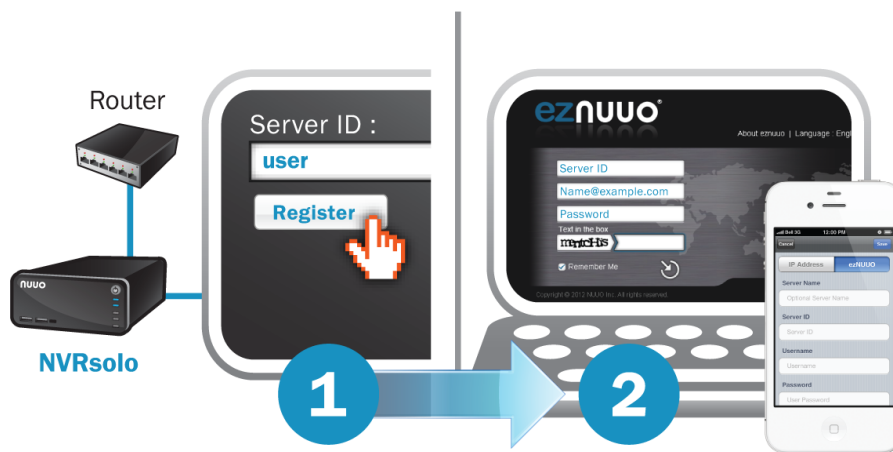 Router
Server ID :
user
Register
NUUO
NVRsolo
1
eznuuo®
About eznuuo | Language : Engl
Server ID
Name@example.com
Password
Text in the box
Remember Me
Copyright © 2012 NUUO Inc. All rights reserved.
2
Bell 3G 12:00 PM
Cancel Save
IP Address ezNUUO
Server Name
Optional Server Name
Server ID
Server ID
Username
Username
Password
User Password